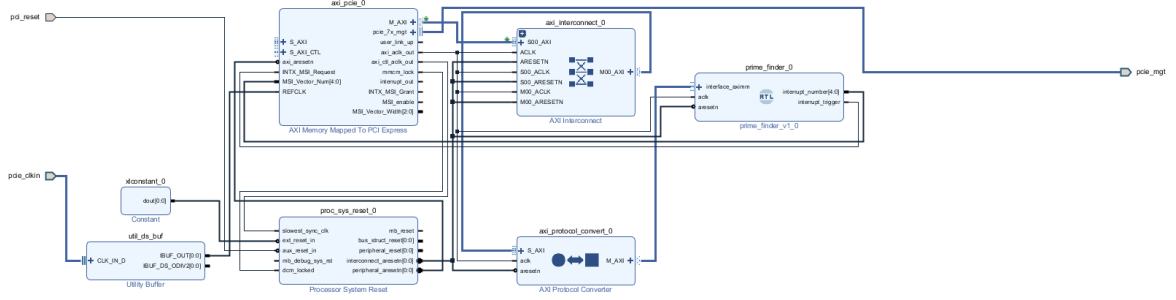 pci_reset
pcie_clkin
axi_pcie_0
S_AXI
S_AXI_CTL
axi_aresetn
INTX_MSI_Request
MSI_Vector_Num[4:0]
REFCLK
M_AXI
pcie_7x_mgt
user_link_up
axi_aclk_out
axi_ctl_aclk_out
mmcm_lock
interrupt_out
INTX_MSI_Grant
MSI_enable
MSI_Vector_Width[2:0]
AXI Memory Mapped To PCI Express
axi_interconnect_0
S00_AXI
ACLK
ARESETN
S00_ACLK
S00_ARESETN
M00_ACLK
M00_ARESETN
M00_AXI
AXI Interconnect
prime_finder_0
interface_aximm
aclk
aresetn
RTL
interrupt_number[4:0]
interrupt_trigger
prime_finder_v1_0
pcie_mgt
xlconstant_0
dout[0:0]
Constant
util_ds_buf
CLK_IN_D
IBUF_OUT[0:0]
IBUF_DS_ODIV2[0:0]
Utility Buffer
proc_sys_reset_0
slowest_sync_clk
ext_reset_in
aux_reset_in
mb_debug_sys_rst
dcm_locked
mb_reset
bus_struct_reset[0:0]
peripheral_reset[0:0]
interconnect_aresetn[0:0]
peripheral_aresetn[0:0]
Processor System Reset
axi_protocol_convert_0
S_AXI
aclk
aresetn
M_AXI
AXI Protocol Converter